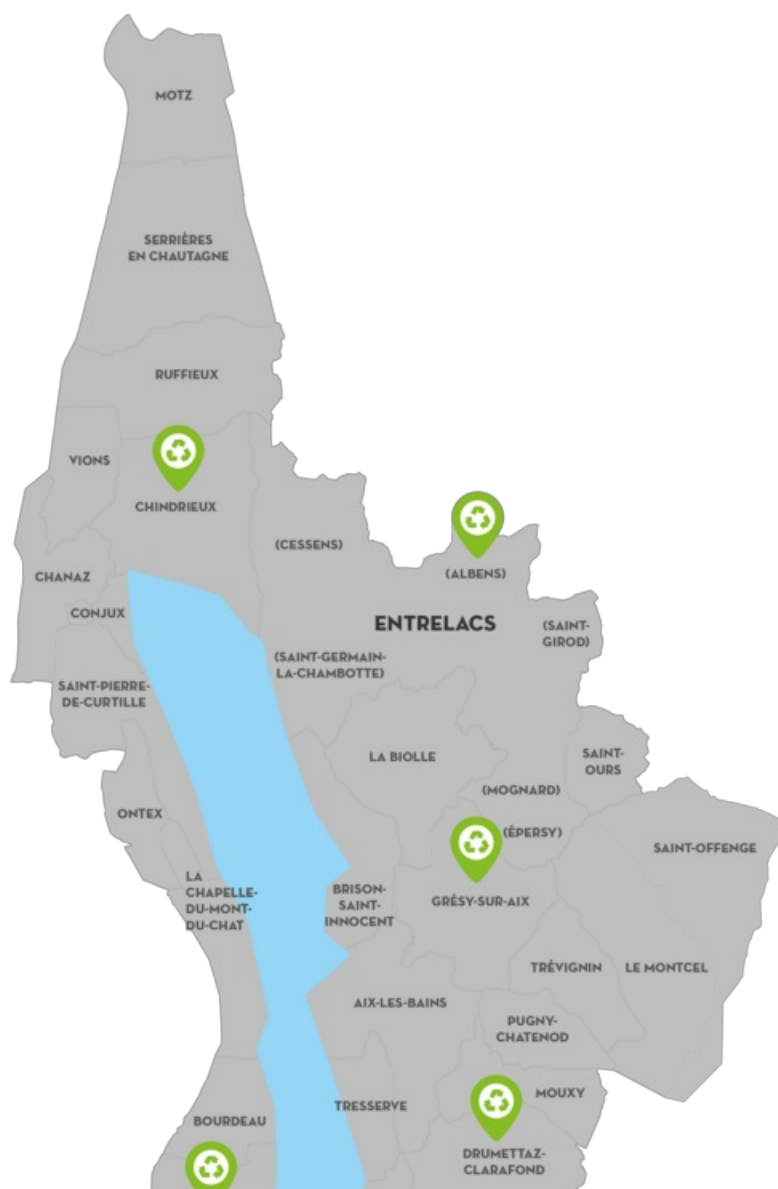 MOTZ
SERRIÈRES
EN CHAUTAGNE
RUFFIEUX
VIONS
CHINDRIEUX
(CESSENS)
(ALBENS)
CHANAZ
CONJUX
ENTRELACS
(SAINT-
GIROD)
(SAINT-GERMAIN-
LA-CHAMBOTTE)
SAINT-PIERRE-
DE-CURTILLE
LA BIOLLE
SAINT-
OURS
(MOGNARD)
ONTEX
(ÉPERSY)
SAINT-OFFENGE
LA
CHAPELLE-
DU-MONT-
DU-CHAT
BRISON-
SAINT-
INNOCENT
GRÉSY-SUR-AIX
TRÉVIGNIN
LE MONTCEL
AIX-LES-BAINS
PUGNY-
CHATENOD
MOUXY
TRESSERVE
BOURDEAU
DRUMETTAZ-
CLARAFOND